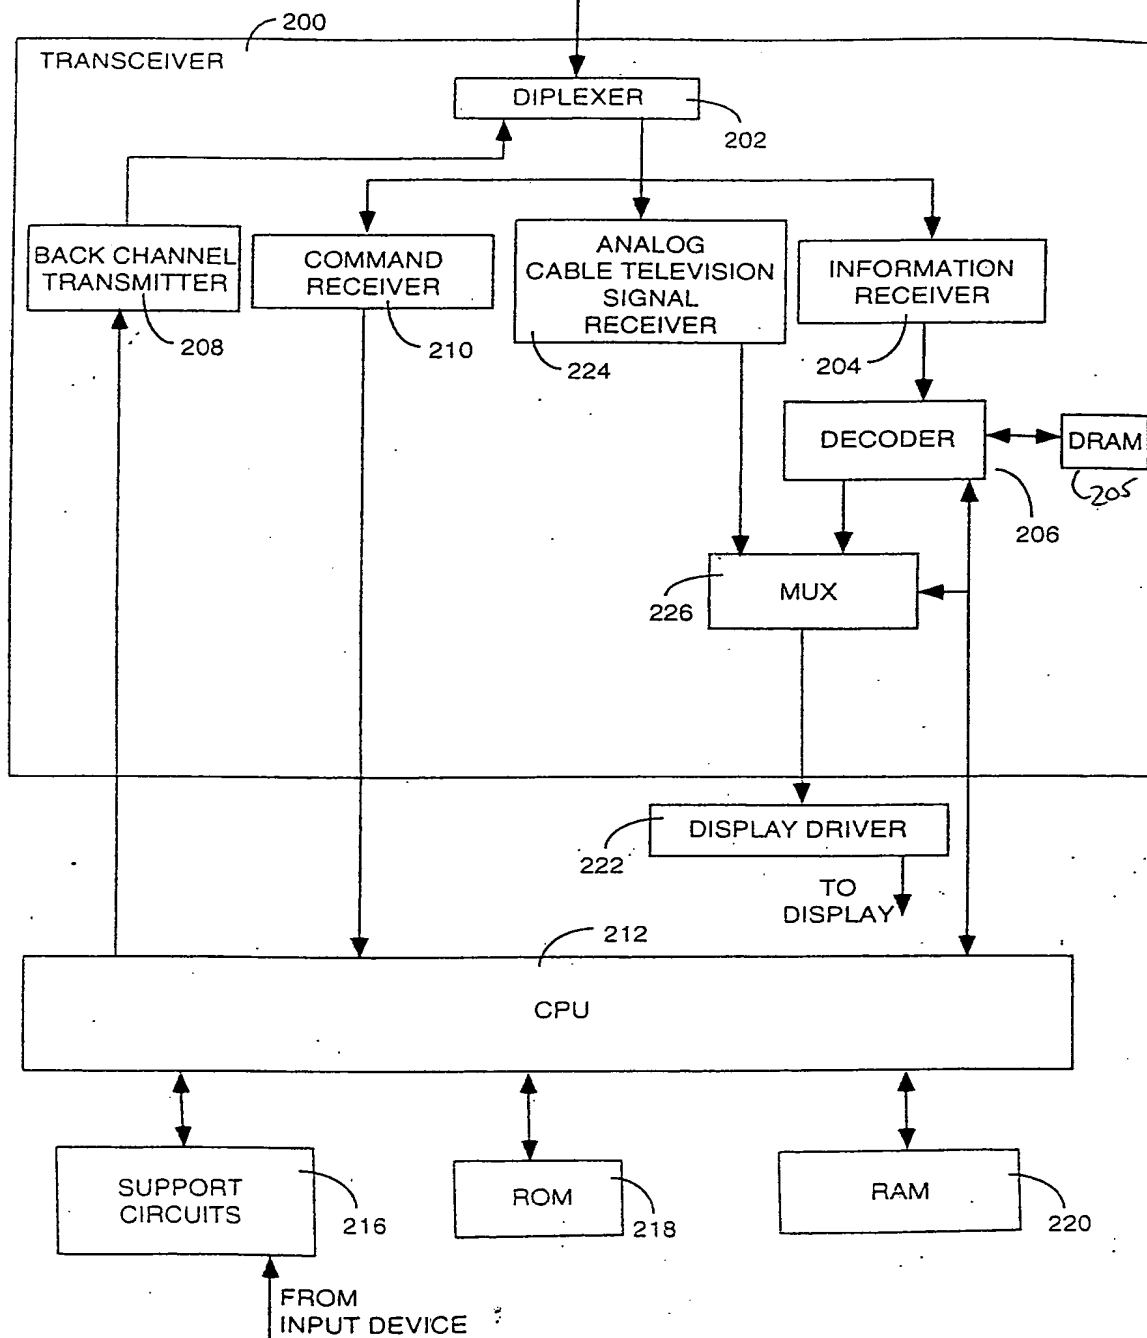 200
TRANSCEIVER
DIPLEXER
202
BACK CHANNEL
TRANSMITTER
208
COMMAND
RECEIVER
210
ANALOG
CABLE TELEVISION
SIGNAL
RECEIVER
224
INFORMATION
RECEIVER
204
DECODER
206
DRAM
205
MUX
226
DISPLAY DRIVER
222
TO
DISPLAY
212
CPU
SUPPORT
CIRCUITS
216
ROM
218
RAM
220
FROM
INPUT DEVICE